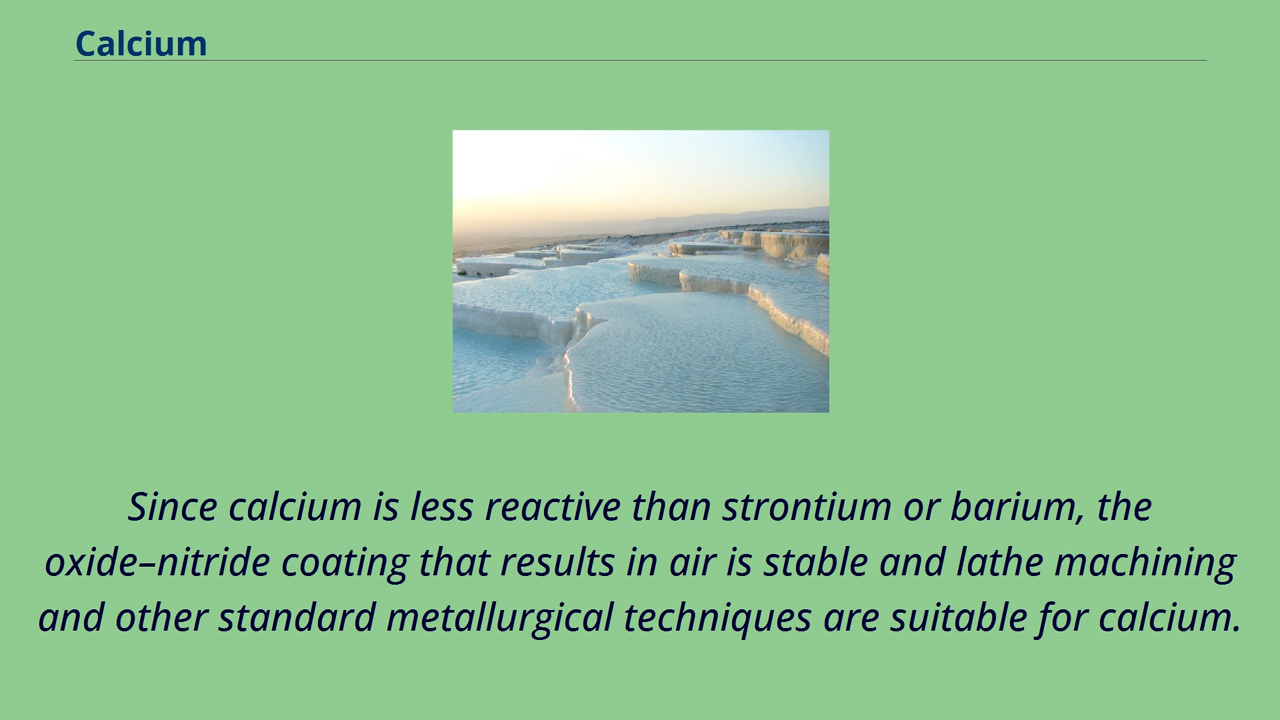 Calcium
Since calcium is less reactive than strontium or barium, the
oxide–nitride coating that results in air is stable and lathe machining
and other standard metallurgical techniques are suitable for calcium.